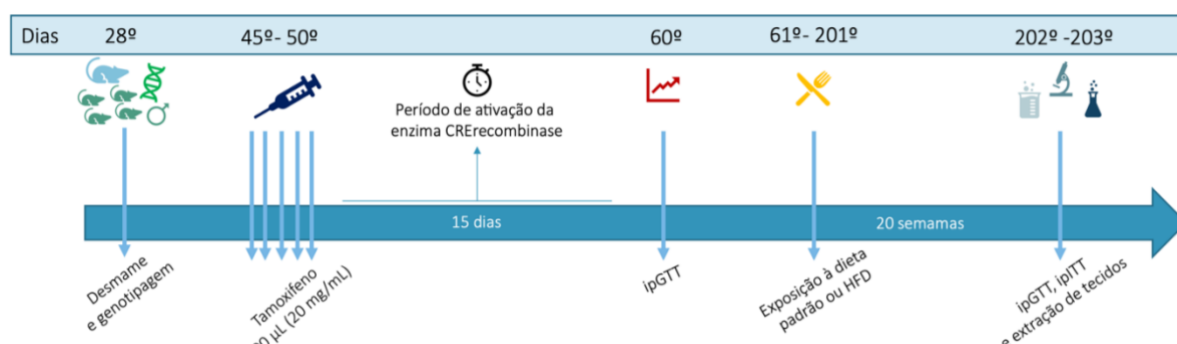 Dias 28º 45º- 50º 60º 61º- 201º 202º -203º
Período de ativação da
enzima CRErecombinase
15 dias
20 semamas
Desmame
e genotipagem
Tamoxifeno
µL (20 mg/mL)
ipGTT
Exposição à dieta
padrão ou HFD
ipGTT, ipITT
e extração de tecidos